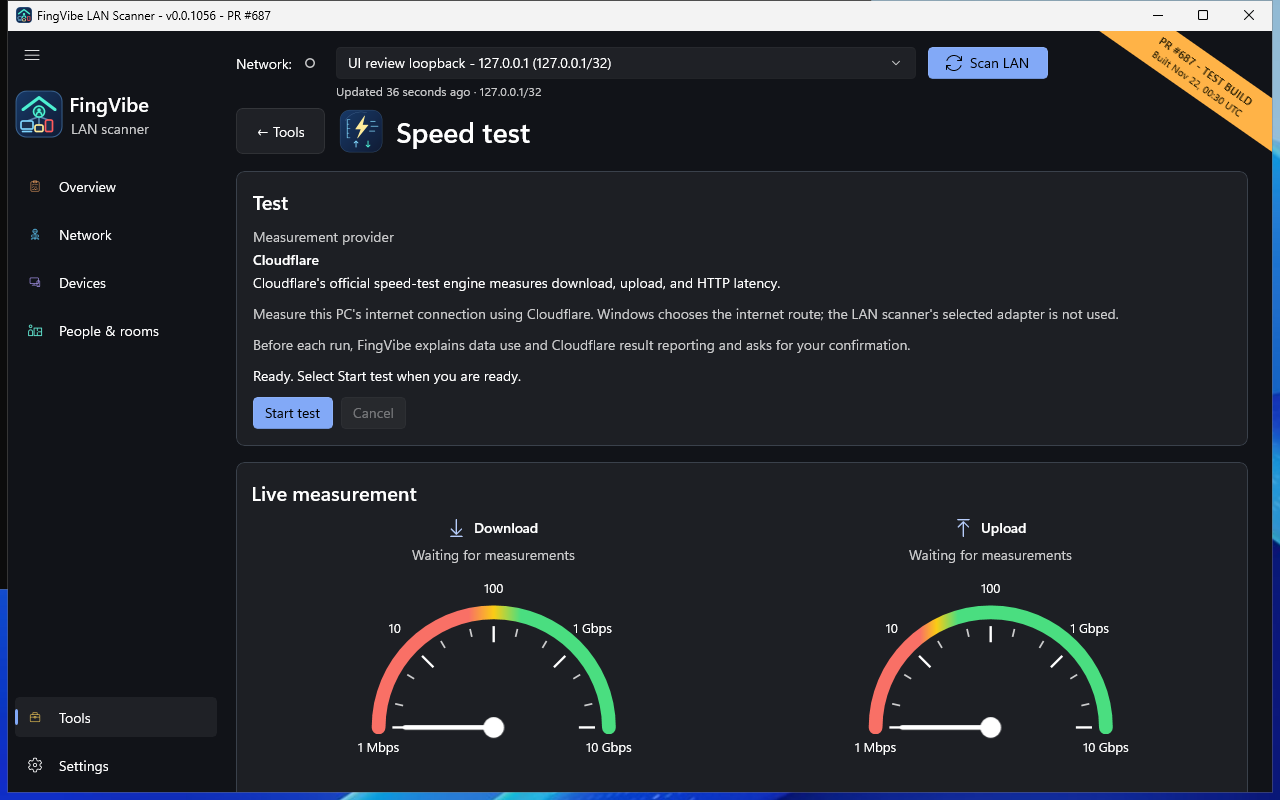 FingVibe LAN Scanner - v0.0.1056 - PR #687
Network:
UI review loopback - 127.0.0.1 (127.0.0.1/32)
Scan LAN
Updated 36 seconds ago · 127.0.0.1/32
PR #687 - TEST BUILD
Built Nov 22, 00:30 UTC
FingVibe
LAN scanner
Overview
Network
Devices
People & rooms
Tools
Settings
← Tools
Speed test
Test
Measurement provider
Cloudflare
Cloudflare's official speed-test engine measures download, upload, and HTTP latency.
Measure this PC's internet connection using Cloudflare. Windows chooses the internet route; the LAN scanner's selected adapter is not used.
Before each run, FingVibe explains data use and Cloudflare result reporting and asks for your confirmation.
Ready. Select Start test when you are ready.
Start test
Cancel
Live measurement
Download
Waiting for measurements
100
10
1 Gbps
1 Mbps
10 Gbps
Upload
Waiting for measurements
100
10
1 Gbps
1 Mbps
10 Gbps